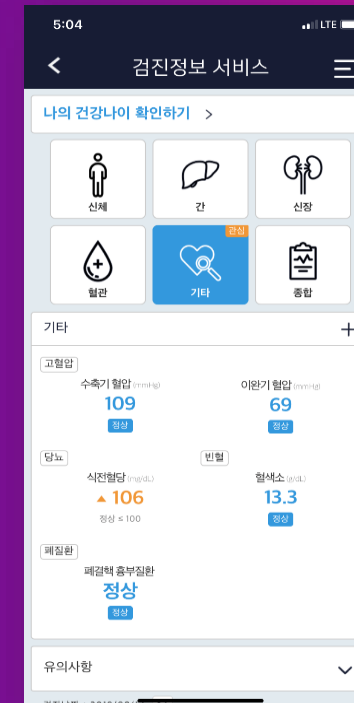 5:04
LTE
검진정보 서비스
나의 건강나이 확인하기 >
신체
간
신장
관심
혈관
기타
종합
기타
고혈압
수축기 혈압 (mmHg)
이완기 혈압 (mmHg)
109
69
정상
정상
당뇨
빈혈
식전혈당 (mg/dL)
혈색소 (g/dL)
▲ 106
13.3
정상 ≤ 100
정상
폐질환
폐결핵 흉부질환
정상
정상
유의사항